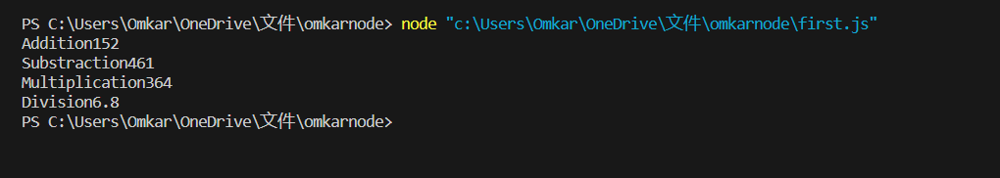 PS C:\Users\Omkar\OneDrive\文件\omkarnode> node "c:\Users\Omkar\OneDrive\文件\omkarnode\first.js"
Addition152
Substraction461
Multiplication364
Division6.8
PS C:\Users\Omkar\OneDrive\文件\omkarnode>